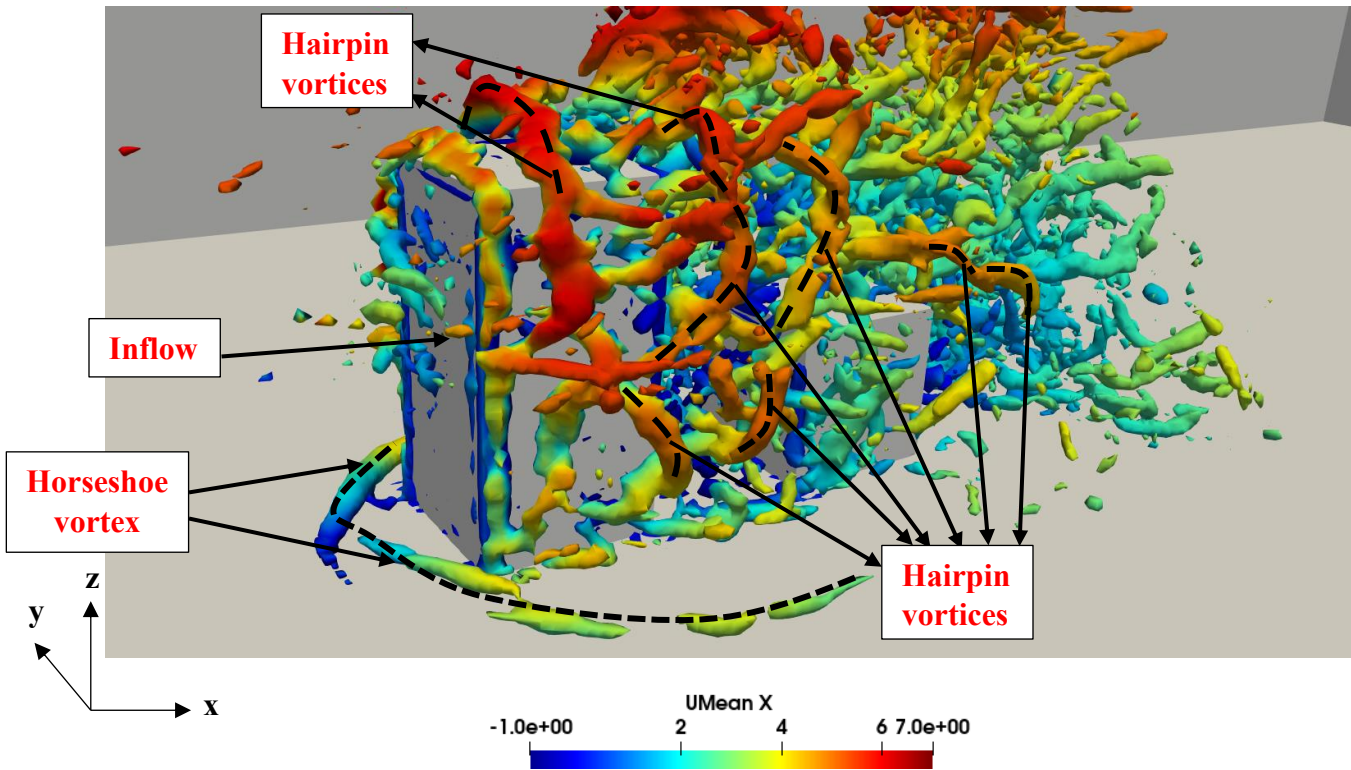 Hairpin
vortices
Inflow
Horseshoe
vortex
Hairpin
vortices
z
y
x
UMean X
-1.0e+00 2 4 6 7.0e+00